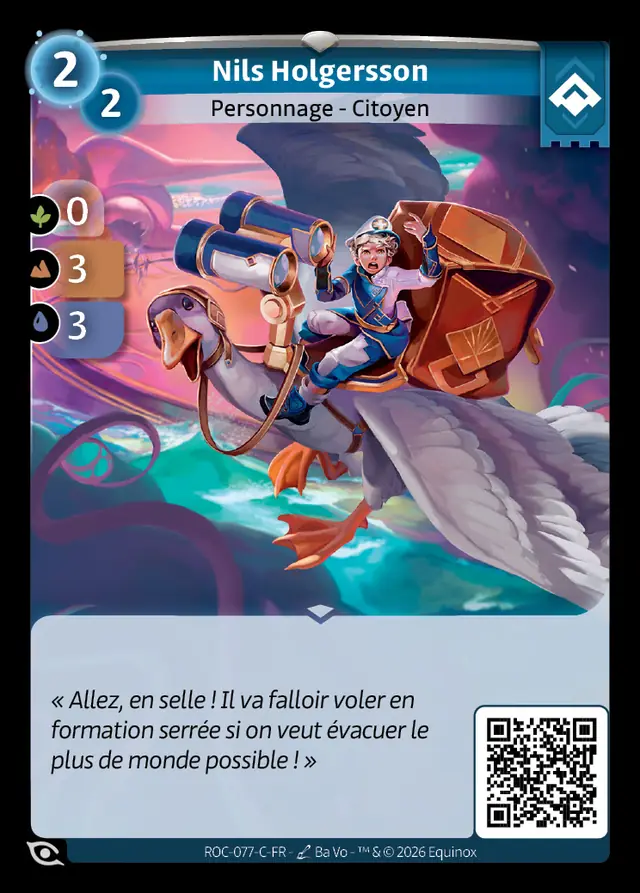 2
Nils Holgersson
2
Personnage - Citoyen
0
3
3
« Allez, en selle ! Il va falloir voler en
formation serrée si on veut évacuer le
plus de monde possible ! »
ROC-077-C-FR - Ba Vo - ™ & © 2026 Equinox